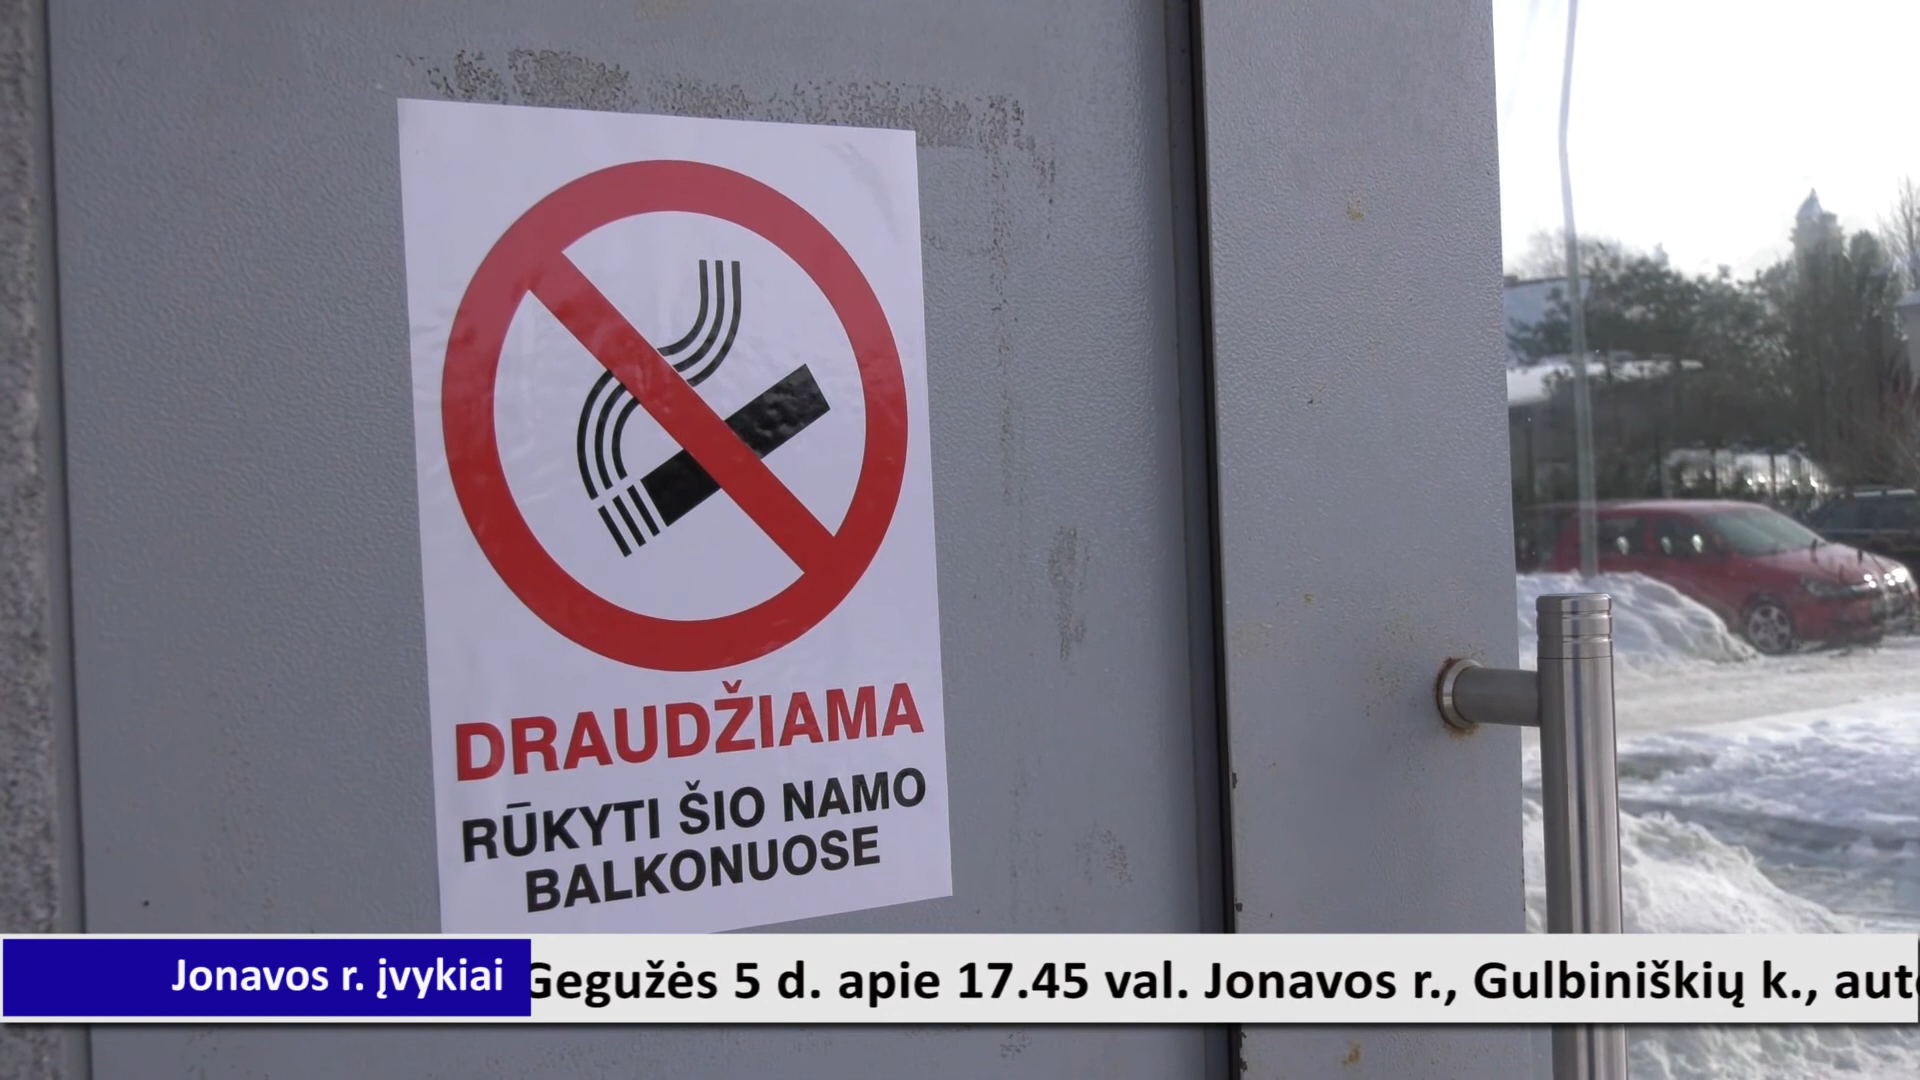 DRAUDŽIAMA
RŪKYTI ŠIO NAMO
BALKONUOSE
Jonavos r. įvykiai
Gegužės 5 d. apie 17.45 val. Jonavos r., Gulbiniškių k.,